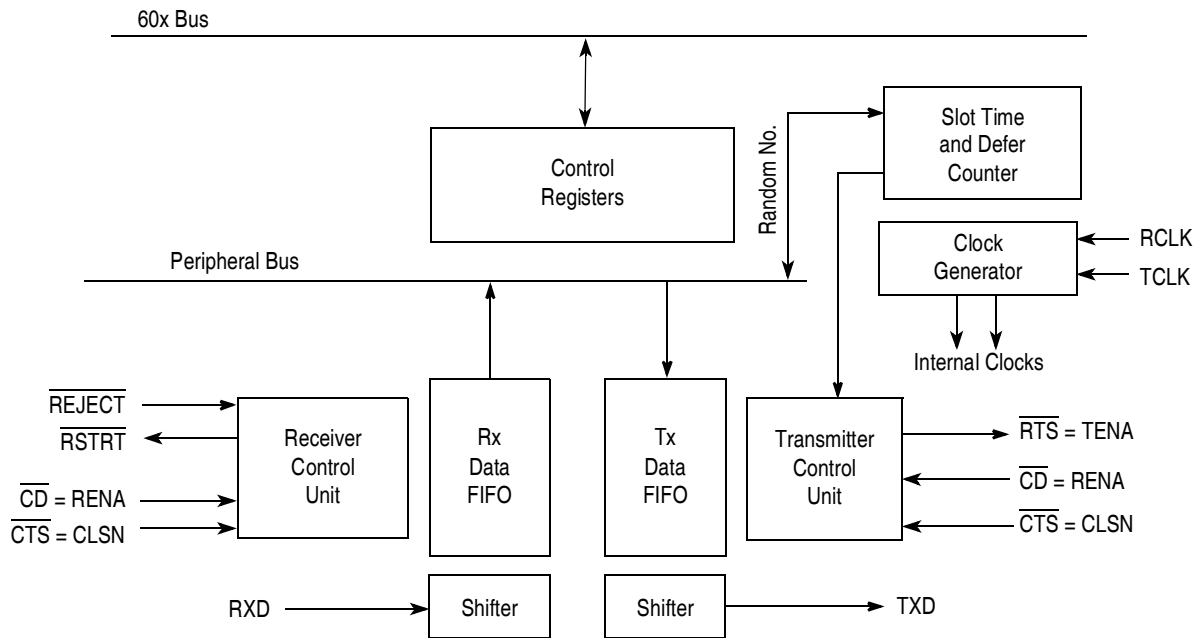 60x Bus
Control
Registers
Random No.
Slot Time
and Defer
Counter
Clock
Generator
RCLK
TCLK
Internal Clocks
Peripheral Bus
REJECT
RSTRT
CD = RENA
CTS = CLSN
Receiver
Control
Unit
Rx
Data
FIFO
Tx
Data
FIFO
Transmitter
Control
Unit
RTS = TENA
CD = RENA
CTS = CLSN
RXD
Shifter
Shifter
TXD